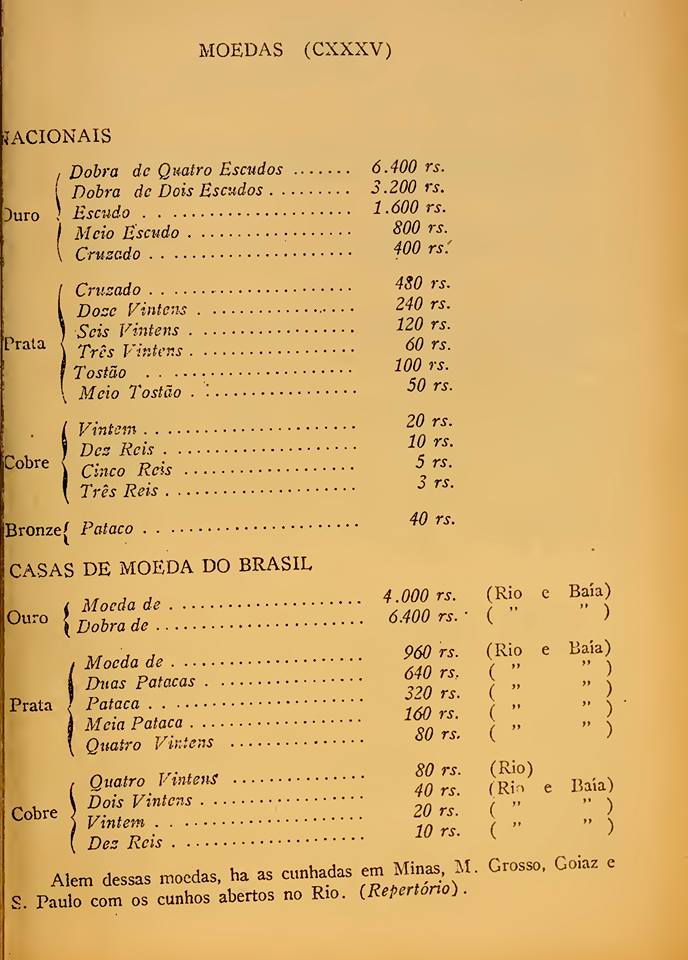 MOEDAS (CXXXV)
NACIONAIS
Ouro
Dobra de Quatro Escudos ....... 6.400 rs.
Dobra de Dois Escudos ......... 3.200 rs.
Escudo ..................... 1.600 rs.
Meio Escudo ................. 800 rs.
Cruzado ..................... 400 rs.
Prata
Cruzado ..................... 480 rs.
Doze Vintens ................ 240 rs.
Seis Vintens ................. 120 rs.
Três Vintens ................. 60 rs.
Tostão ..................... 100 rs.
Meio Tostão ................ 50 rs.
Cobre
Vintem ...................... 20 rs.
Dez Reis .................... 10 rs.
Cinco Reis .................. 5 rs.
Três Reis .................... 3 rs.
Bronze { Pataco ...................... 40 rs.
CASAS DE MOEDA DO BRASIL
Ouro
Moeda de .................... 4.000 rs. (Rio e Baía)
Dobra de ..................... 6.400 rs. ( " " )
Prata
Moeda de .................... 960 rs. (Rio e Baía)
Duas Patacas ................ 640 rs. ( " " )
Pataca ...................... 320 rs. ( " " )
Meia Pataca .................. 160 rs. ( " " )
Quatro Vintens .............. 80 rs. ( " " )
Cobre
Quatro Vintens .............. 80 rs. (Rio)
Dois Vintens ................. 40 rs. (Rio e Baía)
Vintem ...................... 20 rs. ( " " )
Dez Reis .................... 10 rs. ( " " )
Alem dessas moedas, ha as cunhadas em Minas, M. Grosso, Goiaz e
S. Paulo com os cunhos abertos no Rio. (Repertório).